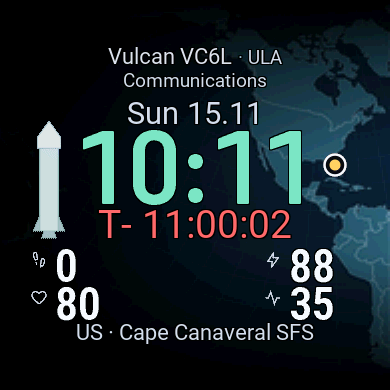 Vulcan VC6L · ULA
Communications
Sun 15.11
10:11
T- 11:00:02
0 88
80 35
US · Cape Canaveral SFS